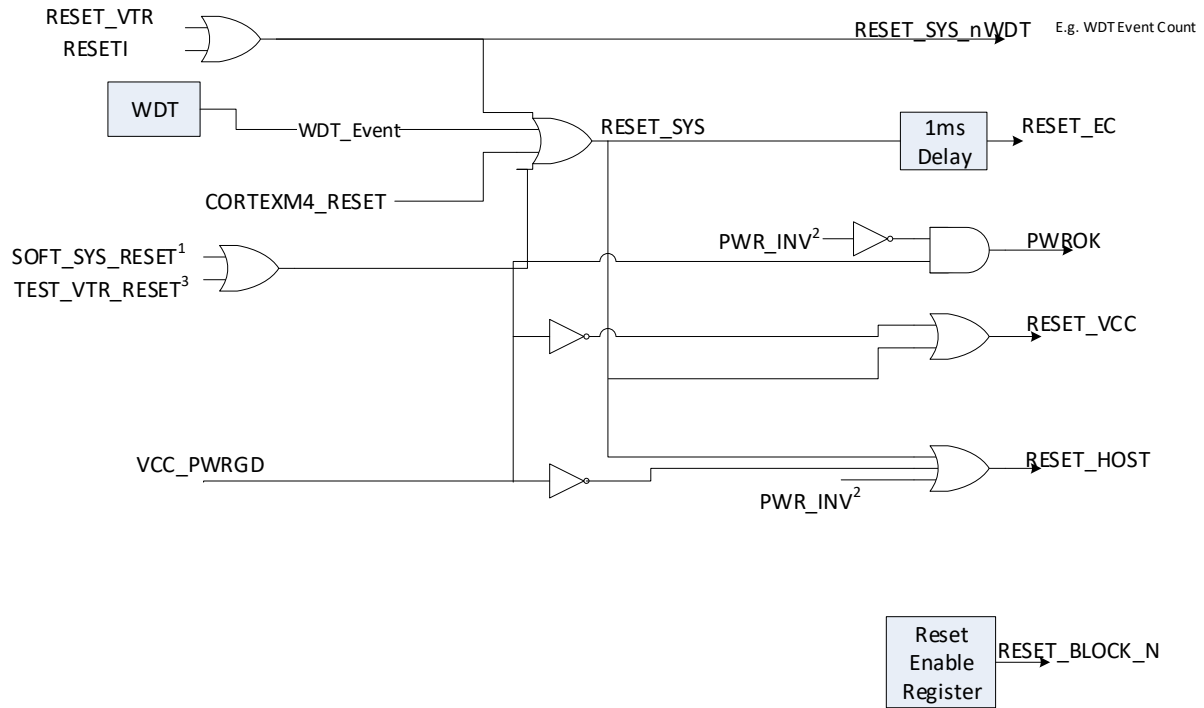 RESET_VTR
RESETI
RESET_SYS_nWDT
E.g. WDT Event Count
WDT
WDT_Event
RESET_SYS
1ms
Delay
RESET_EC
CORTEXM4_RESET
SOFT_SYS_RESET1
TEST_VTR_RESET3
PWR_INV2
PWROK
RESET_VCC
VCC_PWRGD
RESET_HOST
PWR_INV2
Reset
Enable
Register
RESET_BLOCK_N